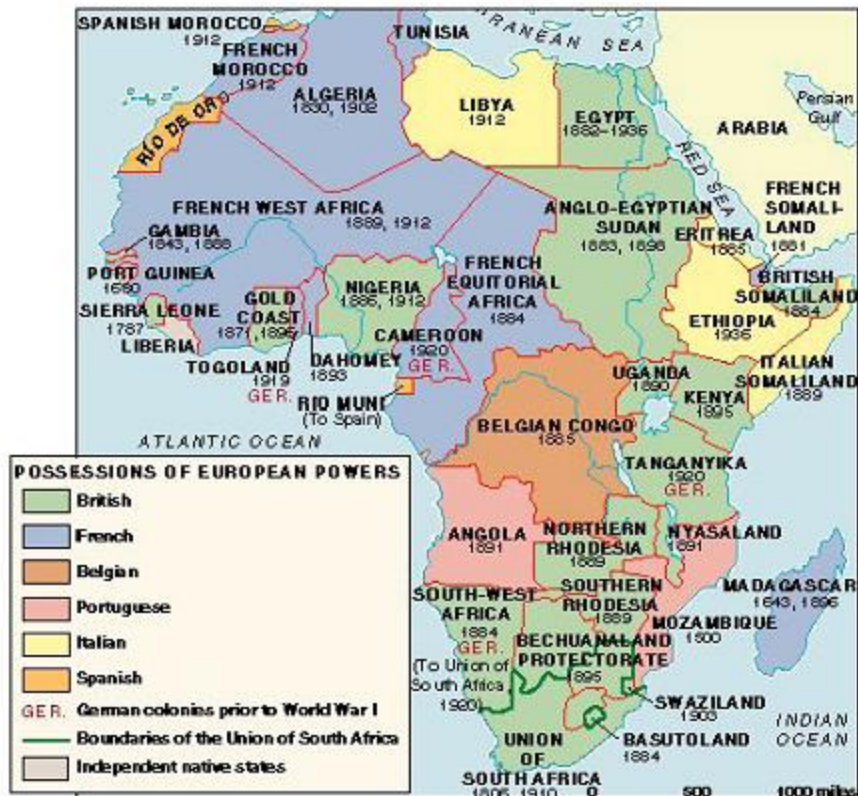 RANEAN SEA
SPANISH MOROCCO
1912
FRENCH
MOROCCO
1912
TUNISIA
ALGERIA
1830, 1902
LIBYA
1912
EGYPT
1882-1936
Persian
Gulf
ARABIA
RÍO DE ORO
RED SEA
FRENCH WEST AFRICA
1889, 1912
GAMBIA
1843, 1888
PORT GUINEA
1680
SIERRA LEONE
1787
LIBERIA
GOLD
COAST
1871, 1896
NIGERIA
1886, 1912
FRENCH
EQUITORIAL
AFRICA
1884
ANGLO-EGYPTIAN
SUDAN
1883, 1898
ERITREA
1885
FRENCH
SOMALI-
LAND
1881
BRITISH
SOMALILAND
1884
ETHIOPIA
1936
ITALIAN
SOMALILAND
1889
TOGOLAND
1919
GER.
DAHOMEY
1893
CAMEROON
1920
GER.
RIO MUNI
(To Spain)
UGANDA
1890
KENYA
1895
ATLANTIC OCEAN
BELGIAN CONGO
1885
TANGANYIKA
1920
GER.
ANGOLA
1891
NORTHERN
RHODESIA
1889
NYASALAND
1891
SOUTHERN
RHODESIA
1889
MADAGASCAR
1643, 1896
MOZAMBIQUE
1500
SOUTH-WEST
AFRICA
1884
GER.
(To Union of
South Africa
1920)
BECHUANALAND
PROTECTORATE
1895
SWAZILAND
1903
BASUTOLAND
1884
UNION
OF
SOUTH AFRICA
1806, 1910
INDIAN
OCEAN
0 500 1000 miles
POSSESSIONS OF EUROPEAN POWERS
British
French
Belgian
Portuguese
Italian
Spanish
GER. German colonies prior to World War I
Boundaries of the Union of South Africa
Independent native states